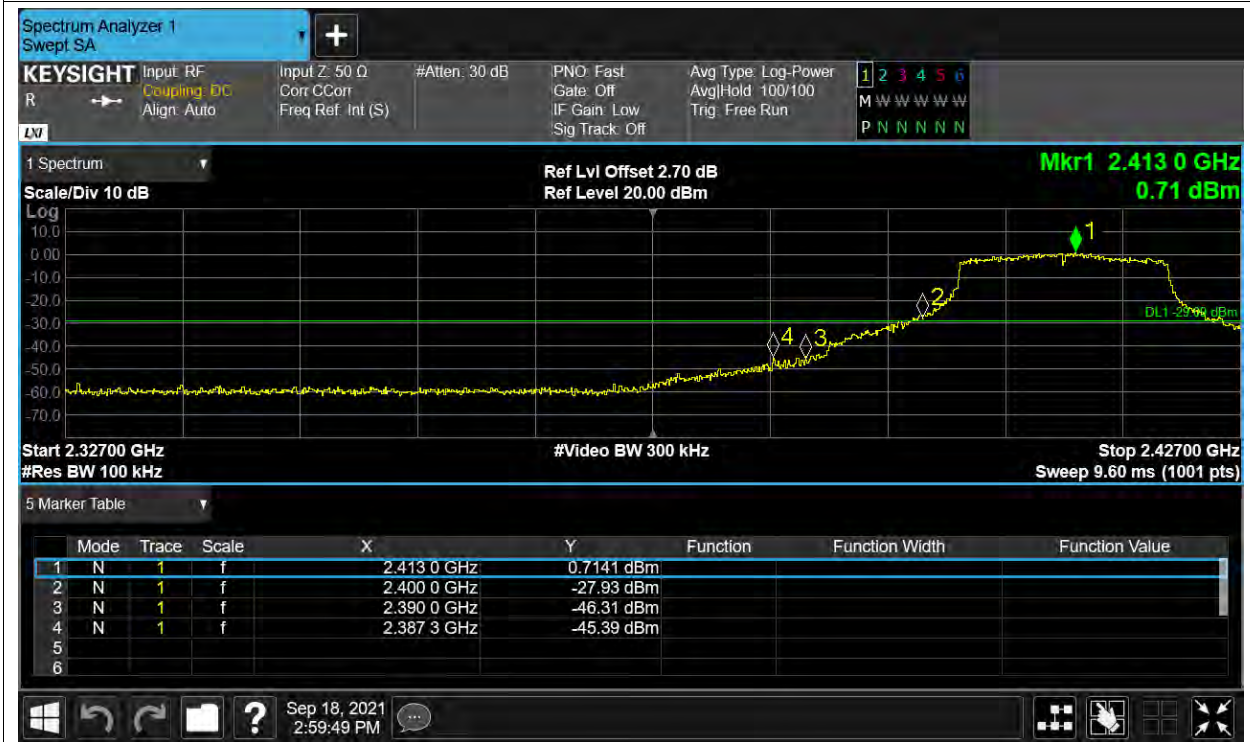 Spectrum Analyzer 1
Swept SA
+
KEYSIGHT Input: RF Input Z: 50 Ω #Atten: 30 dB PNO: Fast Avg Type: Log-Power 1 2 3 4 5 6
R Coupling: DC Corr CCorr Gate: Off Avg|Hold: 100/100 M W W W W W
Align: Auto Freq Ref: Int (S) IF Gain: Low Trig: Free Run
LXI Sig Track: Off P N N N N N
1 Spectrum Ref Lvl Offset 2.70 dB Mkr1 2.413 0 GHz
Scale/Div 10 dB Ref Level 20.00 dBm 0.71 dBm
Log
10.0
1
0.00
-10.0
-20.0
2
DL1 -29.00 dBm
-30.0
4 3
-40.0
-50.0
-60.0
-70.0
Start 2.32700 GHz #Video BW 300 kHz Stop 2.42700 GHz
#Res BW 100 kHz Sweep 9.60 ms (1001 pts)
5 Marker Table
Mode Trace Scale X Y Function Function Width Function Value
1 N 1 f 2.413 0 GHz 0.7141 dBm
2 N 1 f 2.400 0 GHz -27.93 dBm
3 N 1 f 2.390 0 GHz -46.31 dBm
4 N 1 f 2.387 3 GHz -45.39 dBm
5
6
? Sep 18, 2021
2:59:49 PM